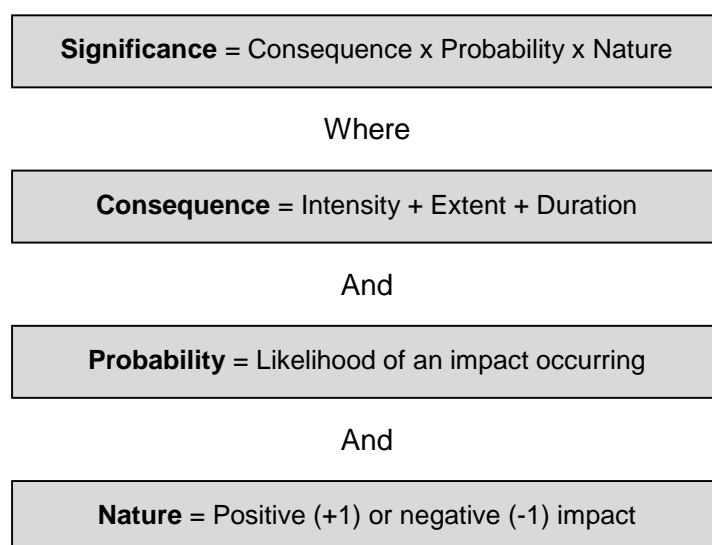 Significance = Consequence x Probability x Nature
Where
Consequence = Intensity + Extent + Duration
And
Probability = Likelihood of an impact occurring
And
Nature = Positive (+1) or negative (-1) impact